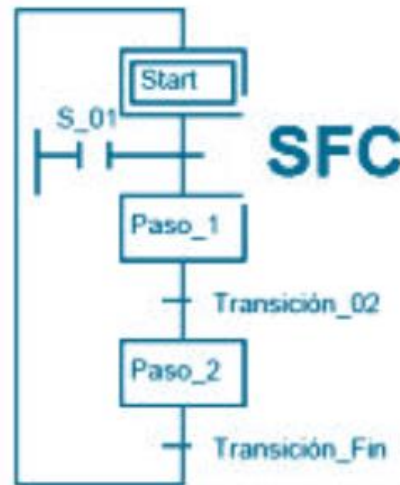 Start
S_01
SFC
Paso_1
Transición_02
Paso_2
Transición_Fin